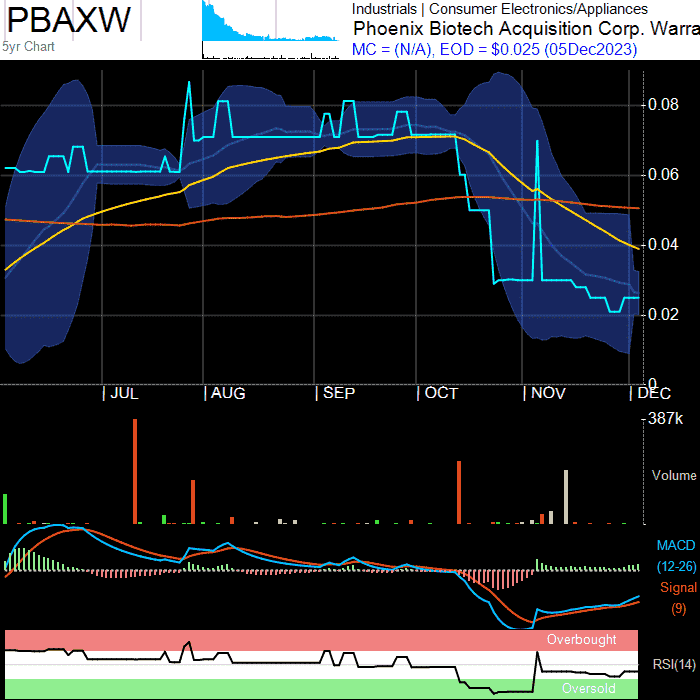 PBAXW
5yr Chart
Industrials | Consumer Electronics/Appliances
Phoenix Biotech Acquisition Corp. Warra
MC = (N/A), EOD = $0.025 (05Dec2023)
0.08
0.06
0.04
0.02
0
JUL AUG SEP OCT NOV DEC
387k
Volume
MACD
(12-26)
Signal
(9)
Overbought
RSI(14)
Oversold